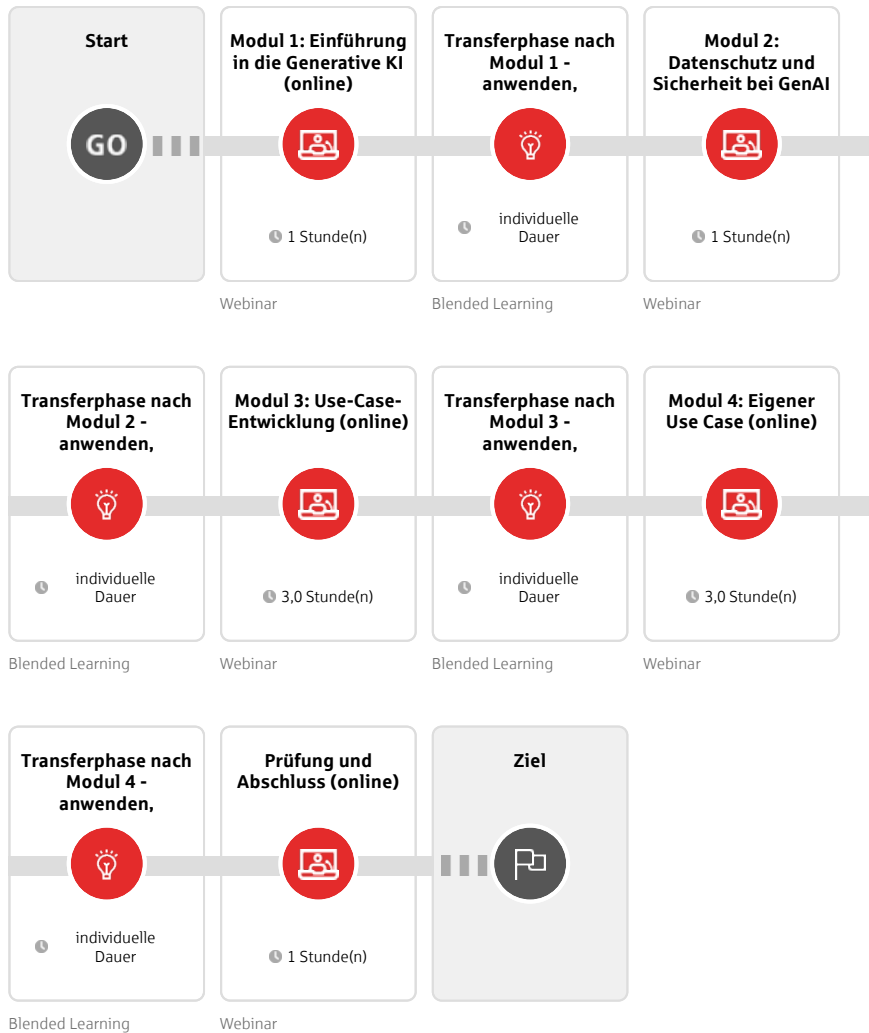 Start
GO
Modul 1: Einführung
in die Generative KI
(online)
1 Stunde(n)
Webinar
Transferphase nach
Modul 1 -
anwenden,
individuelle
Dauer
Blended Learning
Modul 2:
Datenschutz und
Sicherheit bei GenAI
1 Stunde(n)
Webinar
Transferphase nach
Modul 2 -
anwenden,
individuelle
Dauer
Blended Learning
Modul 3: Use-Case-
Entwicklung (online)
3,0 Stunde(n)
Webinar
Transferphase nach
Modul 3 -
anwenden,
individuelle
Dauer
Blended Learning
Modul 4: Eigener
Use Case (online)
3,0 Stunde(n)
Webinar
Transferphase nach
Modul 4 -
anwenden,
individuelle
Dauer
Blended Learning
Prüfung und
Abschluss (online)
1 Stunde(n)
Webinar
Ziel